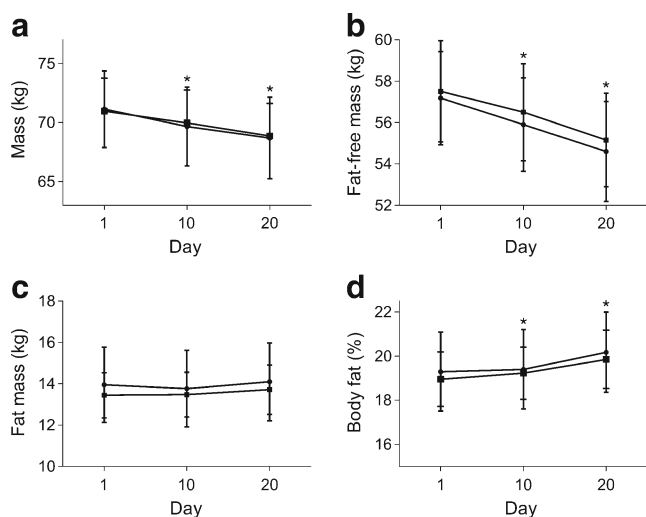 a
Mass (kg)
75
70
65
*
*
1
10
20
Day
b
Fat-free mass (kg)
60
58
56
54
52
*
*
1
10
20
Day
c
Fat mass (kg)
18
16
14
12
10
1
10
20
Day
d
Body fat (%)
22
20
18
16
*
*
1
10
20
Day